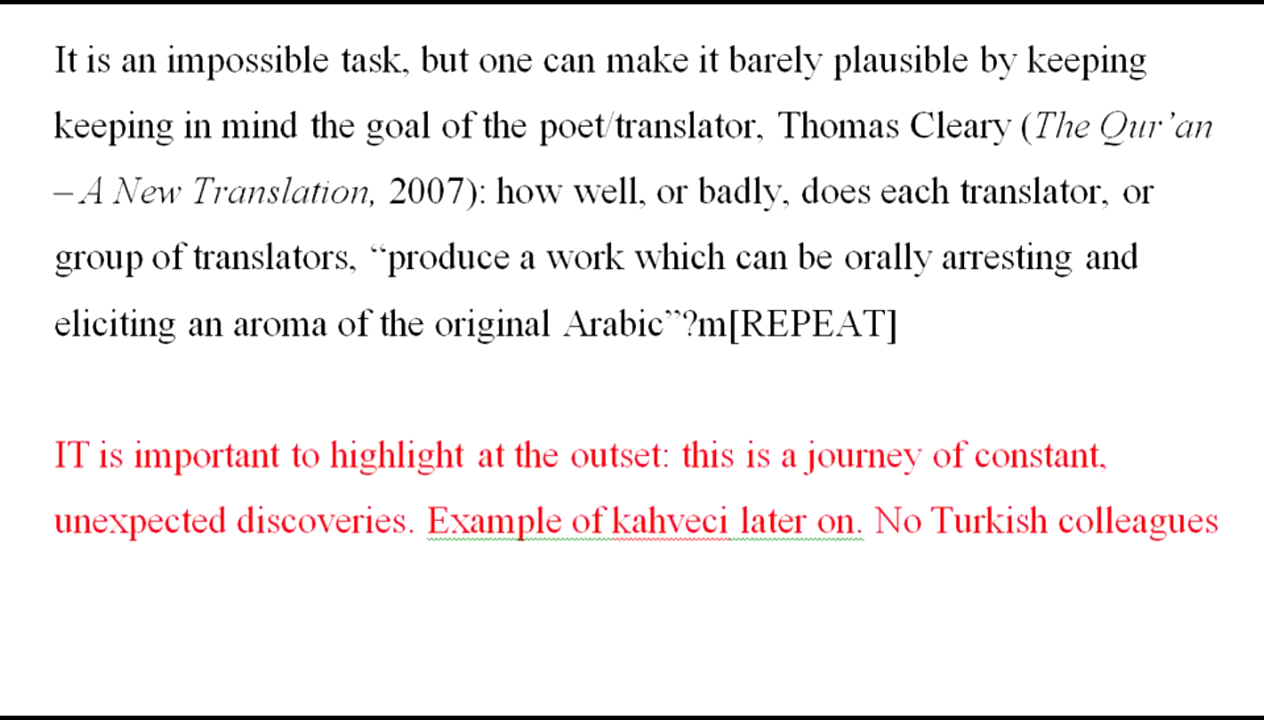 It is an impossible task, but one can make it barely plausible by keeping
keeping in mind the goal of the poet/translator, Thomas Cleary (The Qur’an
– A New Translation, 2007): how well, or badly, does each translator, or
group of translators, “produce a work which can be orally arresting and
eliciting an aroma of the original Arabic”?m[REPEAT]
IT is important to highlight at the outset: this is a journey of constant,
unexpected discoveries. Example of kahveci later on. No Turkish colleagues